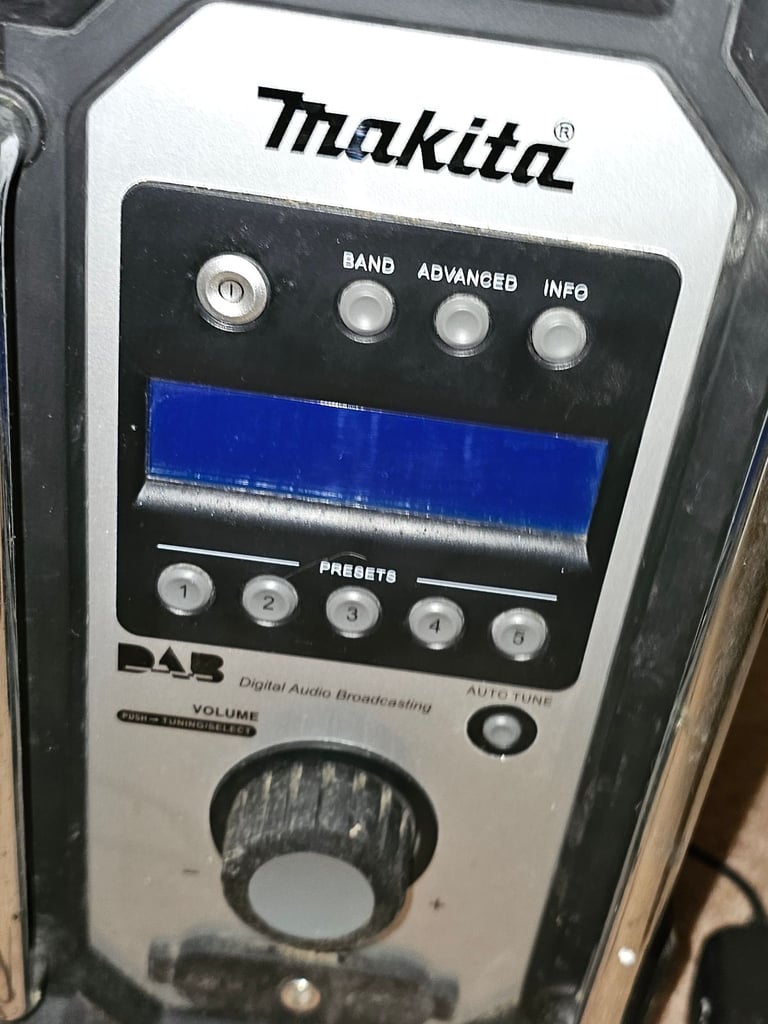 makita®
BAND ADVANCED INFO
PRESETS
1 2 3 4 5
DAB
Digital Audio Broadcasting
AUTO TUNE
VOLUME
PUSH → TUNING/SELECT
- +